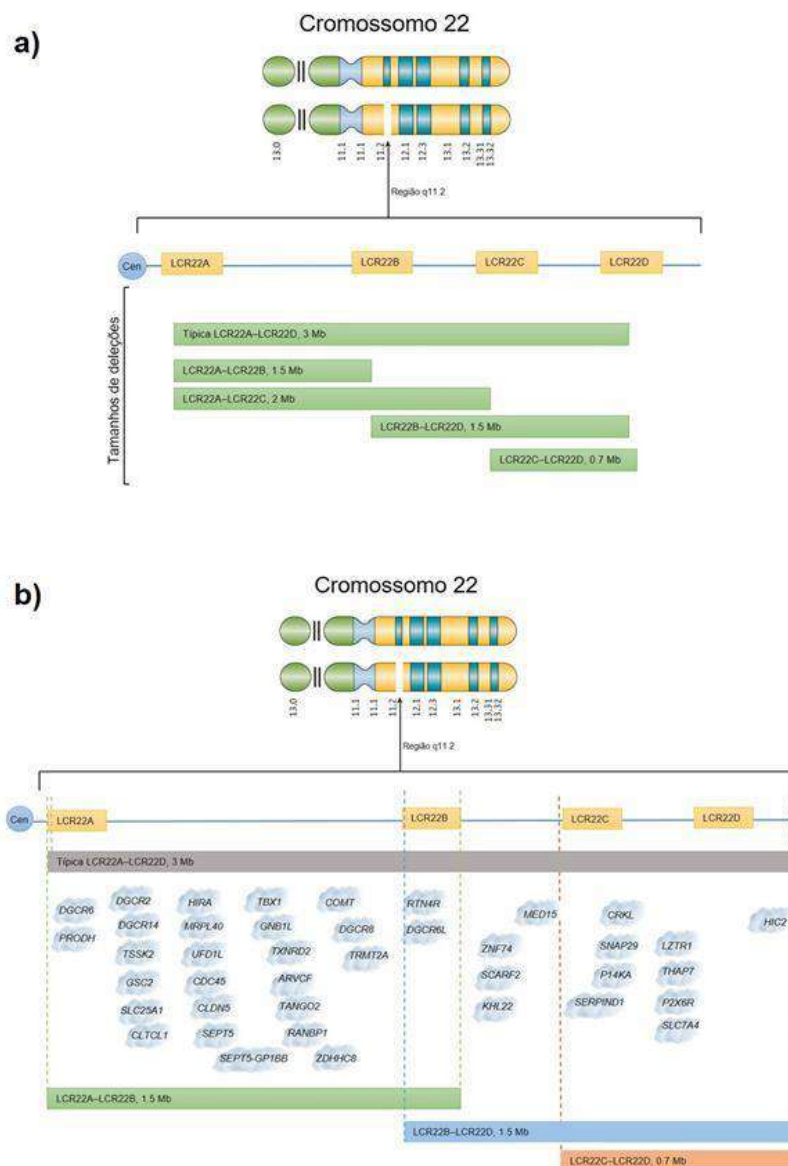 a)
Cromossomo 22
13.0
11.1
11.1
11.2
12.1
12.3
13.1
13.2
13.31
13.32
Região q11.2
Cen
LCR22A
LCR22B
LCR22C
LCR22D
Tamanhos de deleções
Típica LCR22A–LCR22D, 3 Mb
LCR22A–LCR22B, 1.5 Mb
LCR22A–LCR22C, 2 Mb
LCR22B–LCR22D, 1.5 Mb
LCR22C–LCR22D, 0.7 Mb
b)
Cromossomo 22
13.0
11.1
11.1
11.2
12.1
12.3
13.1
13.2
13.31
13.32
Região q11.2
Cen
LCR22A
LCR22B
LCR22C
LCR22D
Típica LCR22A–LCR22D, 3 Mb
DGCR6
PRODH
DGCR2
DGCR14
TSSK2
GSC2
SLC25A1
CLTCL1
HIRA
MRPL40
UFD1L
CDC45
CLDN5
SEPT5
SEPT5-GP1BB
TBX1
GNB1L
TXNRD2
ARVCF
TANGO2
RANBP1
ZDHHC8
COMT
DGCR8
TRMT2A
RTN4R
DGCR6L
MED15
ZNF74
SCARF2
KHL22
CRKL
SNAP29
P14KA
SERPIND1
LZTR1
THAP7
P2X6R
SLC7A4
HIC2
LCR22A–LCR22B, 1.5 Mb
LCR22B–LCR22D, 1.5 Mb
LCR22C–LCR22D, 0.7 Mb